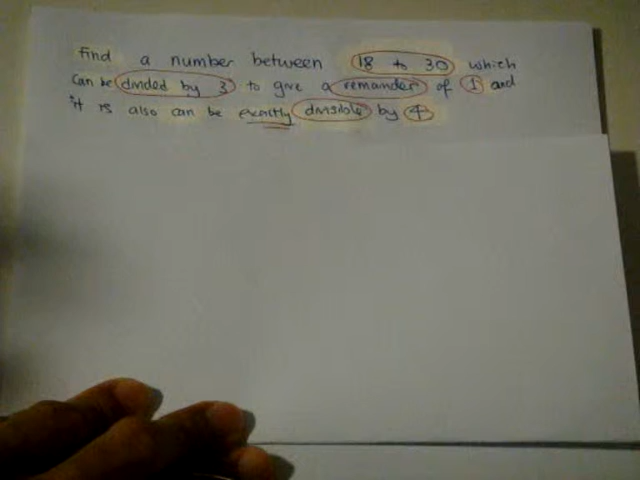 Find a number between 18 to 30 which
can be divided by 3 to give a remander of 1 and
it is also can be exactly divisible by 4